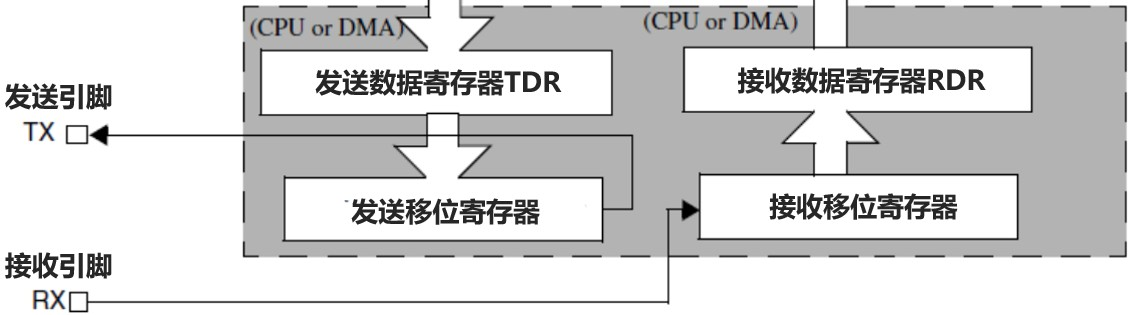 (CPU or DMA)
(CPU or DMA)
发送数据寄存器TDR
接收数据寄存器RDR
发送引脚
TX
发送移位寄存器
接收移位寄存器
接收引脚
RX